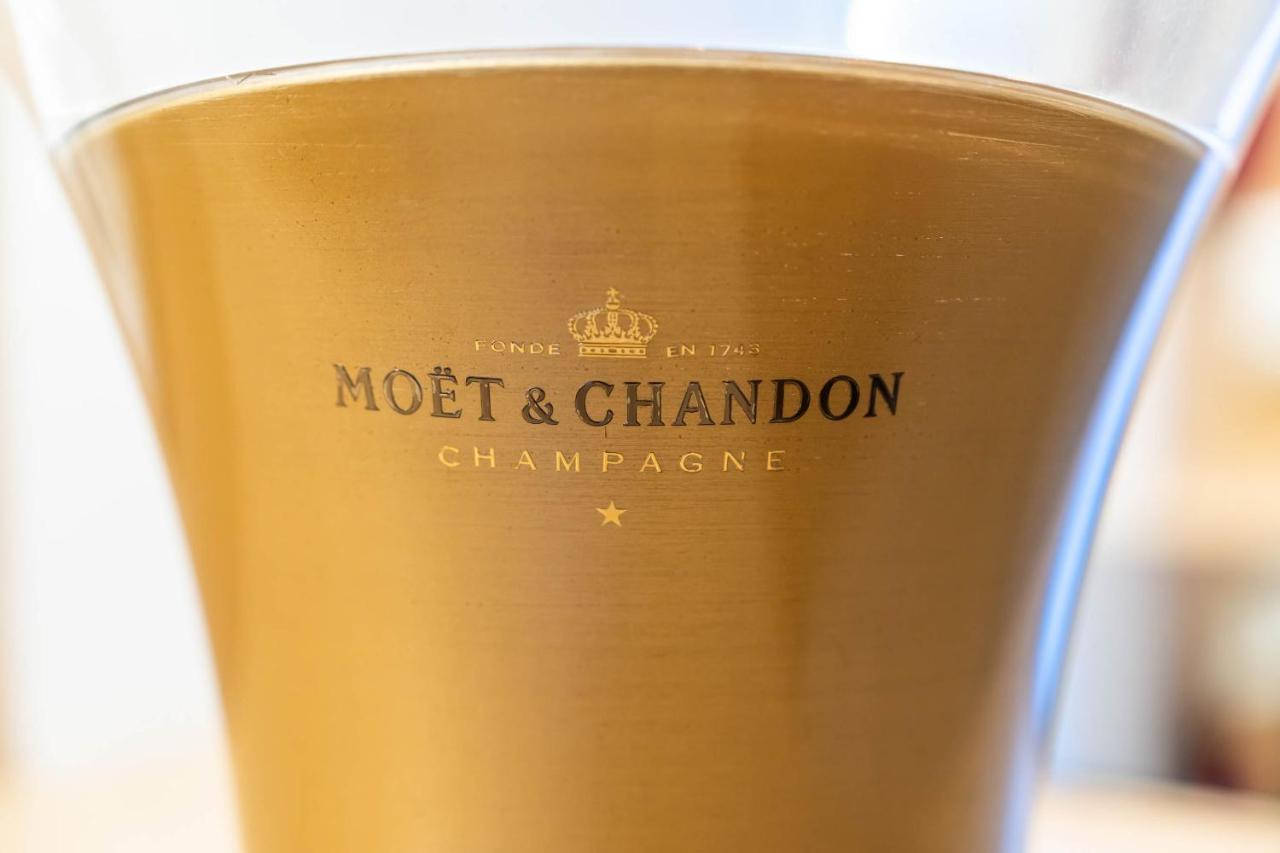 FONDE EN 1743
MOËT & CHANDON
CHAMPAGNE